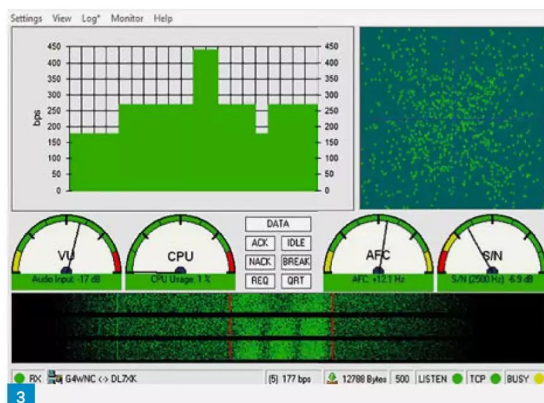 Settings View Log* Monitor Help
450 450
400 400
350 350
300 300
bps 250 250
200 200
150 150
100 100
50 50
0 0
DATA
ACK IDLE
NACK BREAK
REQ QRT
VU
Audio Input: -17 dB
CPU
CPU Usage: 1 %
AFC
AFC: +12.1 Hz
S/N
S/N (2500 Hz): -6.9 dB
RX G4WNC <-> DL7XK (5) 177 bps 12788 Bytes 500 LISTEN TCP BUSY
3